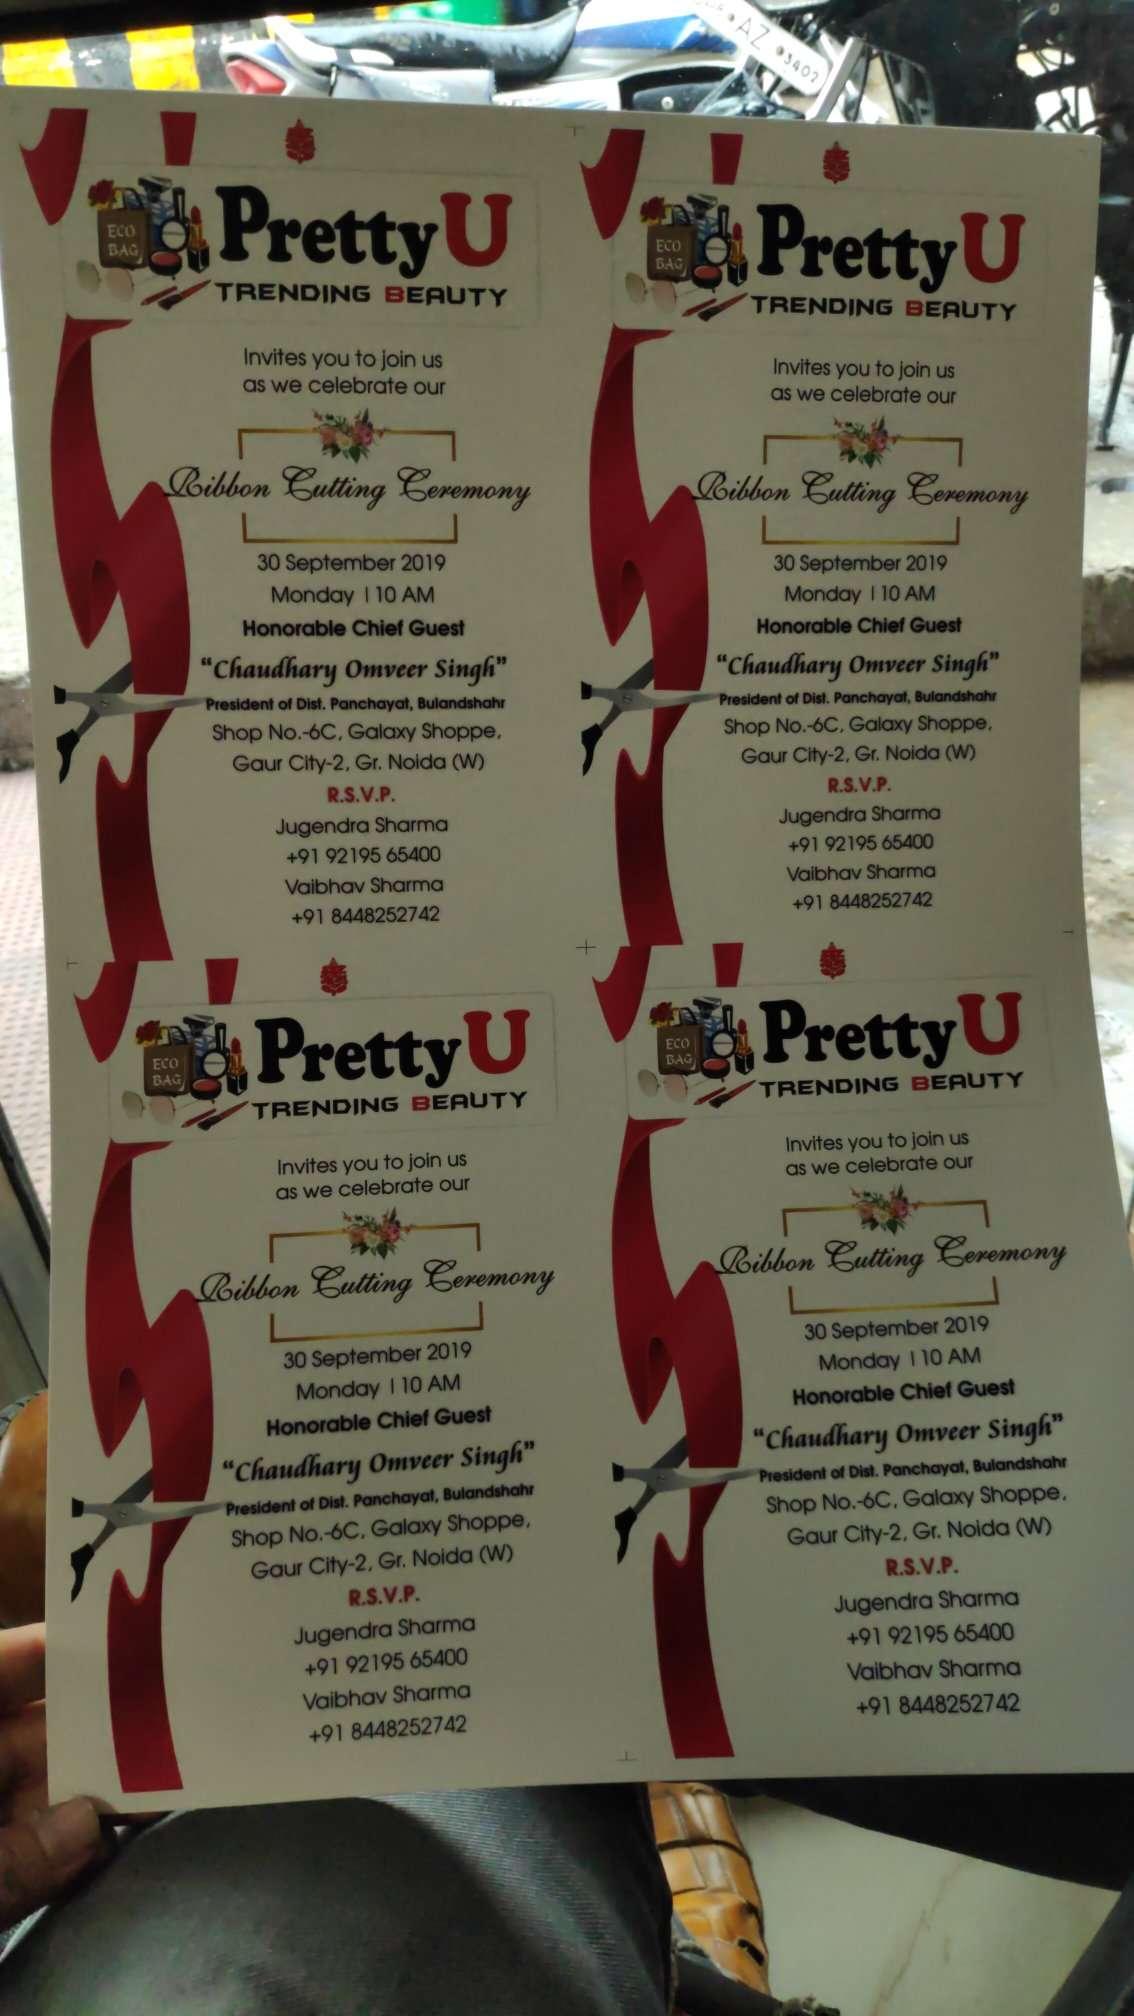 AZ 3402
ECO
BAG
PrettyU
TRENDING BEAUTY
Invites you to join us
as we celebrate our
Ribbon Cutting Ceremony
30 September 2019
Monday | 10 AM
Honorable Chief Guest
"Chaudhary Omveer Singh"
President of Dist. Panchayat, Bulandshahr
Shop No.-6C, Galaxy Shoppe,
Gaur City-2, Gr. Noida (W)
R.S.V.P.
Jugendra Sharma
+91 92195 65400
Vaibhav Sharma
+91 8448252742
ECO
BAG
PrettyU
TRENDING BEAUTY
Invites you to join us
as we celebrate our
Ribbon Cutting Ceremony
30 September 2019
Monday | 10 AM
Honorable Chief Guest
"Chaudhary Omveer Singh"
President of Dist. Panchayat, Bulandshahr
Shop No.-6C, Galaxy Shoppe,
Gaur City-2, Gr. Noida (W)
R.S.V.P.
Jugendra Sharma
+91 92195 65400
Vaibhav Sharma
+91 8448252742
ECO
BAG
PrettyU
TRENDING BEAUTY
Invites you to join us
as we celebrate our
Ribbon Cutting Ceremony
30 September 2019
Monday | 10 AM
Honorable Chief Guest
"Chaudhary Omveer Singh"
President of Dist. Panchayat, Bulandshahr
Shop No.-6C, Galaxy Shoppe,
Gaur City-2, Gr. Noida (W)
R.S.V.P.
Jugendra Sharma
+91 92195 65400
Vaibhav Sharma
+91 8448252742
ECO
BAG
PrettyU
TRENDING BEAUTY
Invites you to join us
as we celebrate our
Ribbon Cutting Ceremony
30 September 2019
Monday | 10 AM
Honorable Chief Guest
"Chaudhary Omveer Singh"
President of Dist. Panchayat, Bulandshahr
Shop No.-6C, Galaxy Shoppe,
Gaur City-2, Gr. Noida (W)
R.S.V.P.
Jugendra Sharma
+91 92195 65400
Vaibhav Sharma
+91 8448252742